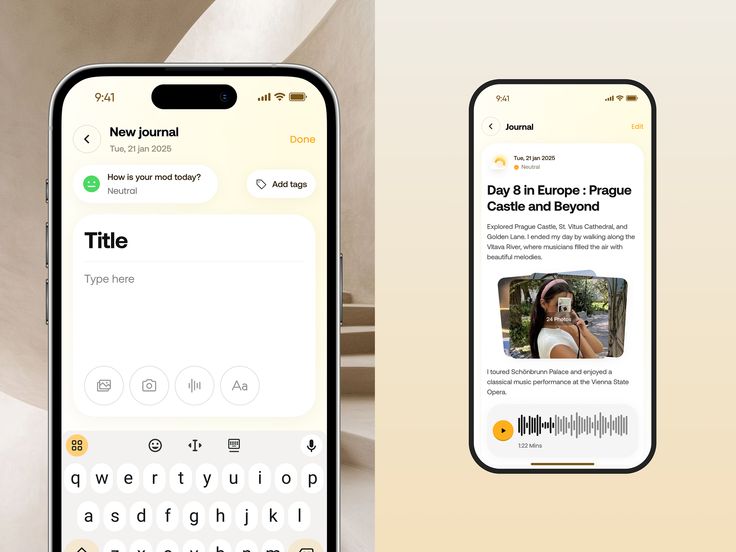 9:41
New journal
Tue, 21 jan 2025
Done
How is your mod today?
Neutral
Add tags
Title
Type here
Aa
q w e r t y u i o p
a s d f g h j k l
z x c v b n m
9:41
Journal
Edit
Tue, 21 jan 2025
Neutral
Day 8 in Europe : Prague
Castle and Beyond
Explored Prague Castle, St. Vitus Cathedral, and
Golden Lane. I ended my day by walking along the
Vltava River, where musicians filled the air with
beautiful melodies.
24 Photos
I toured Schönbrunn Palace and enjoyed a
classical music performance at the Vienna State
Opera.
1:22 Mins